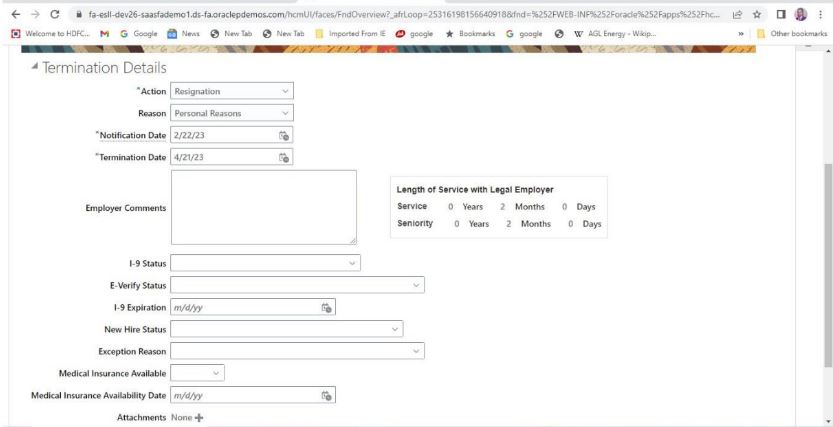 fa-esll-dev26-saasfademo1.ds-fa.oraclepdemos.com/hcmUI/faces/FndOverview?_afrLoop=25316198156640918&fnd=%252FWEB-INF%252Foracle%252Fapps%252Fhc...
Welcome to HDFC... G Google News New Tab New Tab Imported From IE google Bookmarks google W AGL Energy - Wikip... » Other bookmarks
Termination Details
*Action Resignation
Reason Personal Reasons
*Notification Date 2/22/23
*Termination Date 4/21/23
Employer Comments
Length of Service with Legal Employer
Service 0 Years 2 Months 0 Days
Seniority 0 Years 2 Months 0 Days
I-9 Status
E-Verify Status
I-9 Expiration m/d/yy
New Hire Status
Exception Reason
Medical Insurance Available
Medical Insurance Availability Date m/d/yy
Attachments None